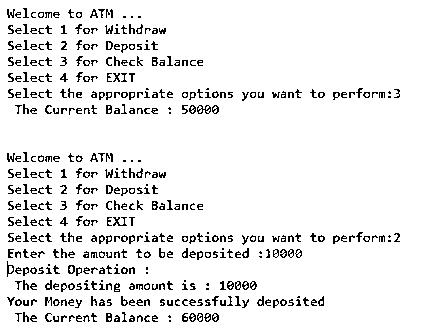 Welcome to ATM ...
Select 1 for Withdraw
Select 2 for Deposit
Select 3 for Check Balance
Select 4 for EXIT
Select the appropriate options you want to perform:3
The Current Balance : 50000
Welcome to ATM ...
Select 1 for Withdraw
Select 2 for Deposit
Select 3 for Check Balance
Select 4 for EXIT
Select the appropriate options you want to perform:2
Enter the amount to be deposited :10000
Deposit Operation :
The depositing amount is : 10000
Your Money has been successfully deposited
The Current Balance : 60000